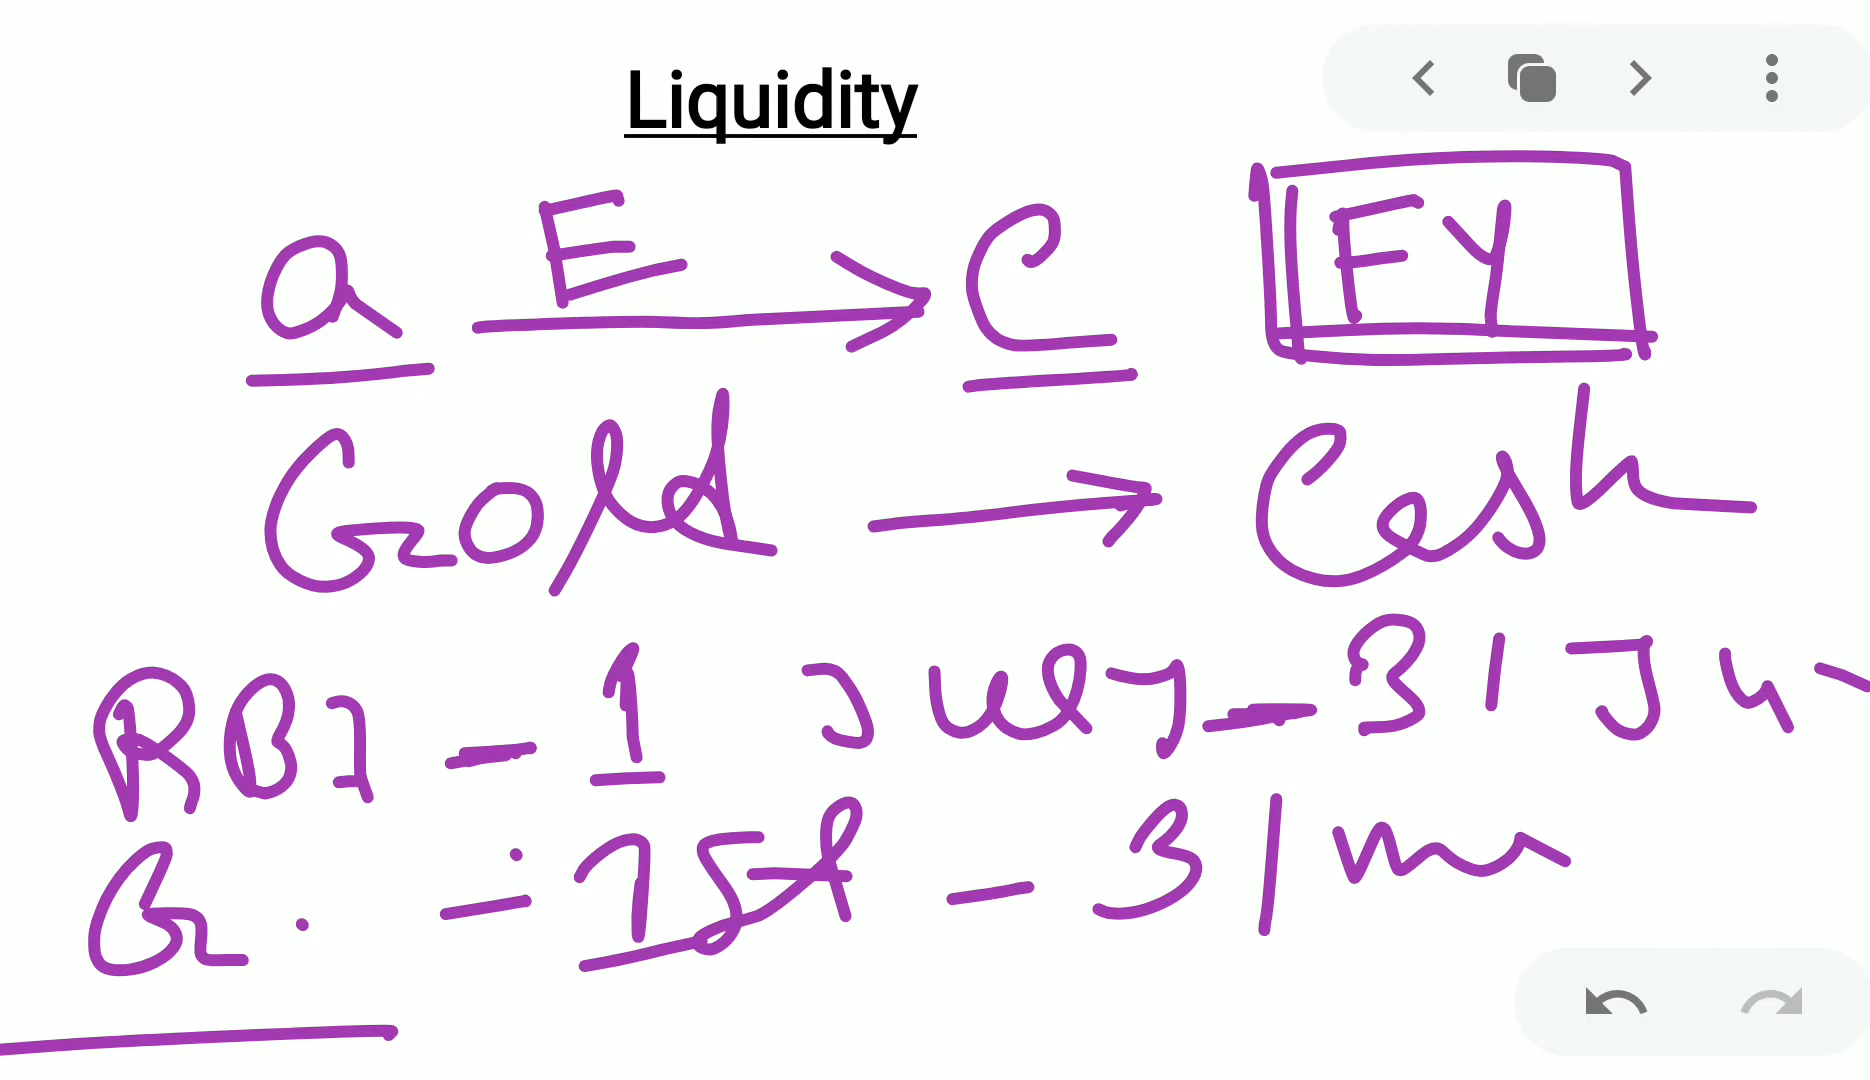 Liquidity
a E → C FY
Gold → Cash
RBI - 1 July - 31 Ju
G. - 1st - 31 m